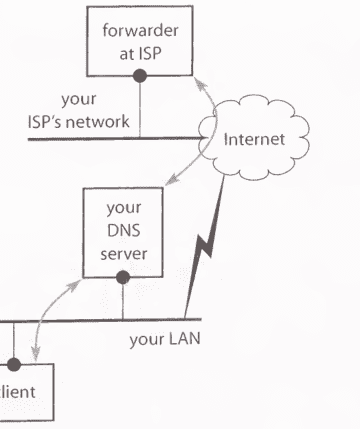 forwarder
at ISP
your
ISP's network
Internet
your
DNS
server
your LAN
lient